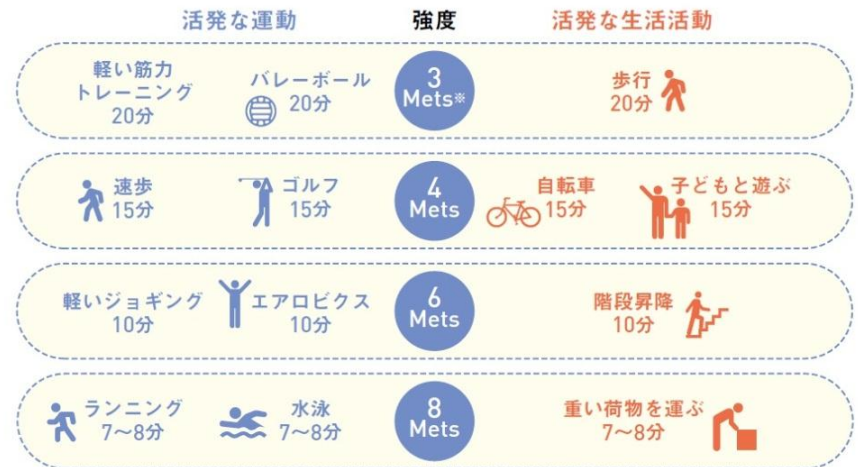 活発な運動
強度
活発な生活活動
軽い筋力
トレーニング
20分
バレーボール
20分
3
Mets※
歩行
20分
速歩
15分
ゴルフ
15分
4
Mets
自転車
15分
子どもと遊ぶ
15分
軽いジョギング
10分
エアロビクス
10分
6
Mets
階段昇降
10分
ランニング
7〜8分
水泳
7〜8分
8
Mets
重い荷物を運ぶ
7〜8分